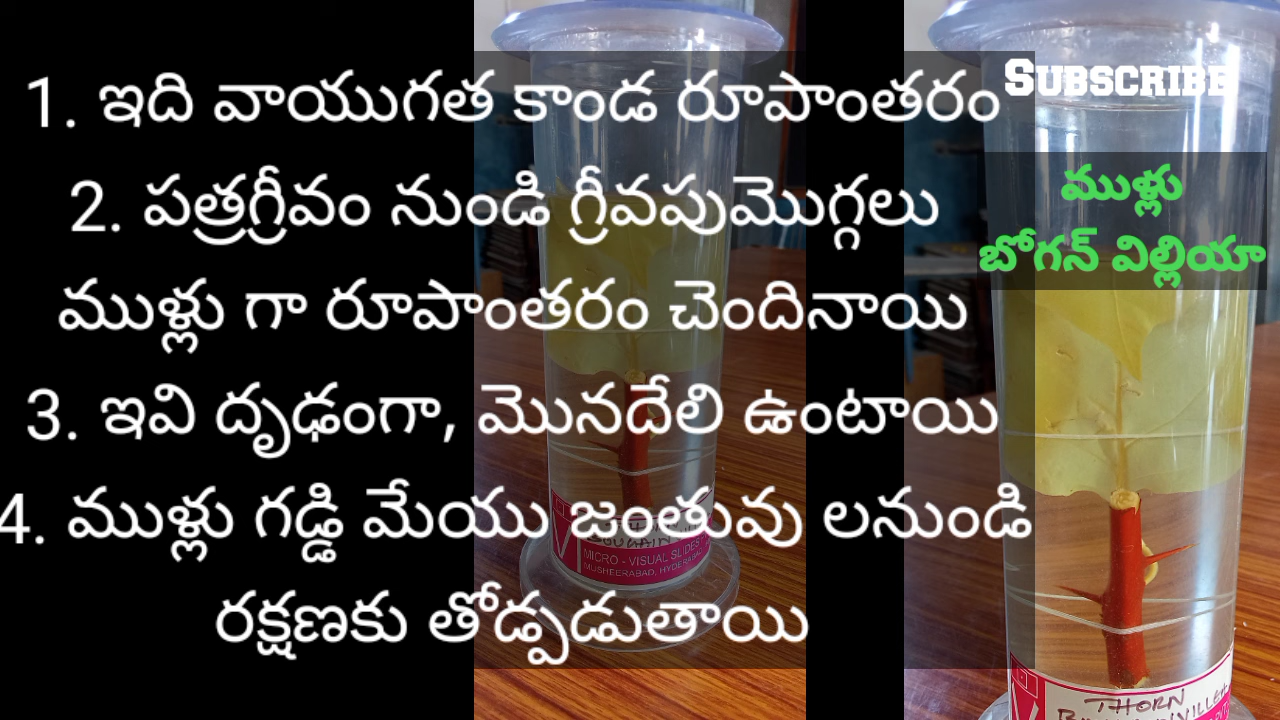 1. ఇది వాయుగత కాండ రూపాంతరం
2. పత్రగ్రీవం నుండి గ్రీవపుమొగ్గలు
ముళ్లు గా రూపాంతరం చెందినాయి
3. ఇవి దృఢంగా, మొనదేలి ఉంటాయి
4. ముళ్లు గడ్డి మేయు జంతువు లనుండి
రక్షణకు తోడ్పడుతాయి
SUBSCRIBE
ముళ్లు
బోగన్ విల్లియా
MICRO - VISUAL SLIDES
MUSHEERABAD, HYDERABAD
THORN